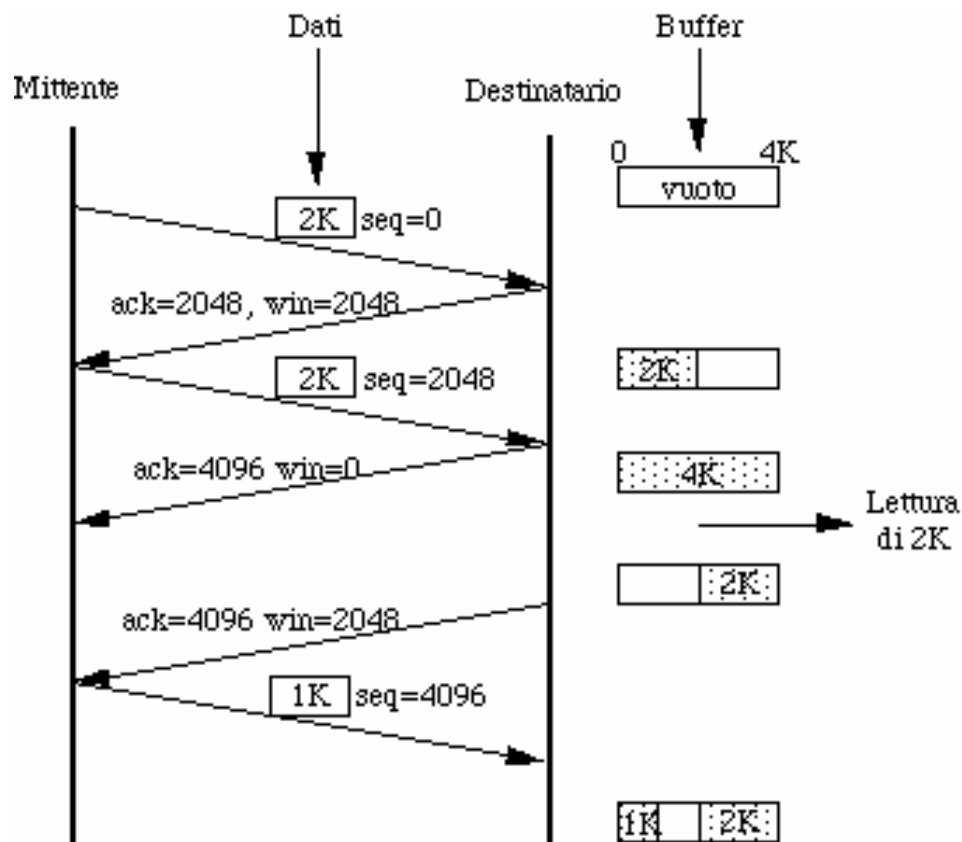 Dati
Buffer
Mittente
Destinatario
0 4K
vuoto
2K seq=0
ack=2048, win=2048
2K
2K seq=2048
ack=4096 win=0
4K
Lettura
di 2K
2K
ack=4096 win=2048
1K seq=4096
1K 2K